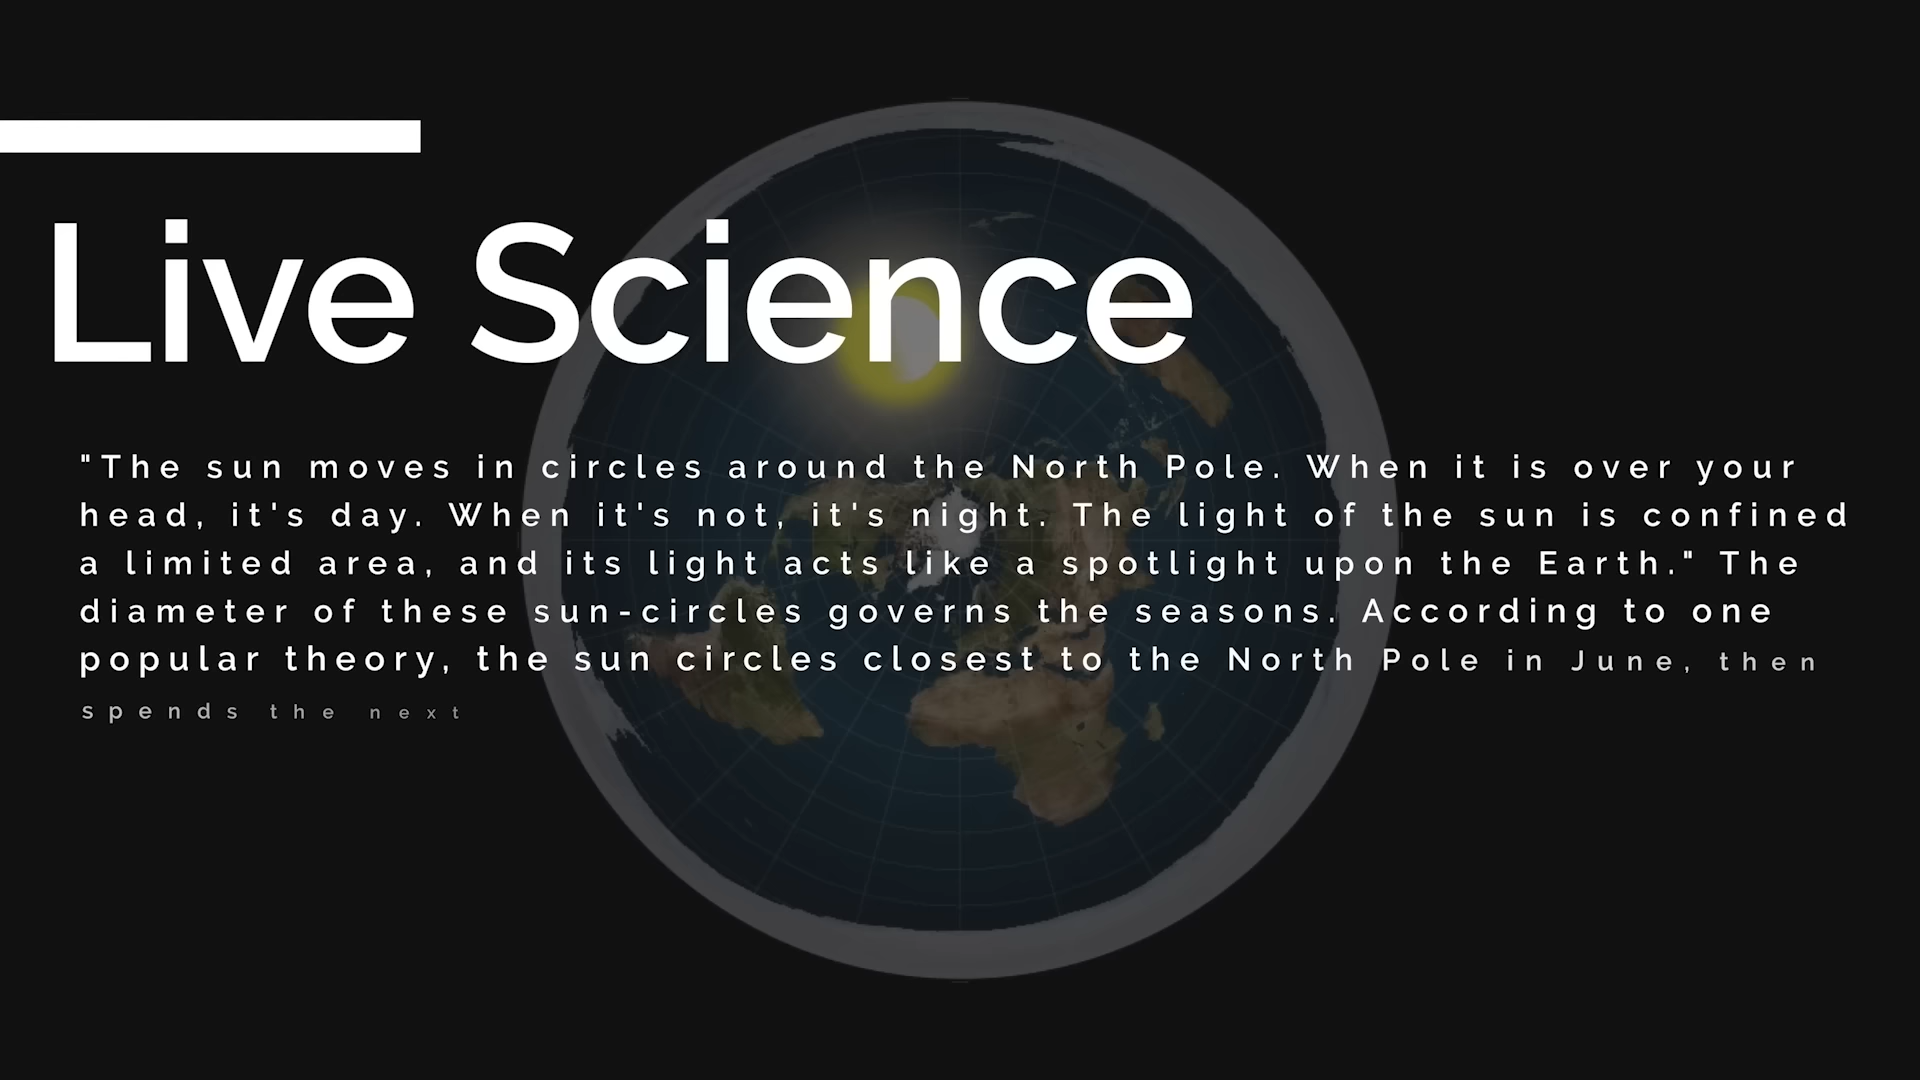 Live Science
"The sun moves in circles around the North Pole. When it is over your
head, it's day. When it's not, it's night. The light of the sun is confined
a limited area, and its light acts like a spotlight upon the Earth." The
diameter of these sun-circles governs the seasons. According to one
popular theory, the sun circles closest to the North Pole in June, then
spends the next